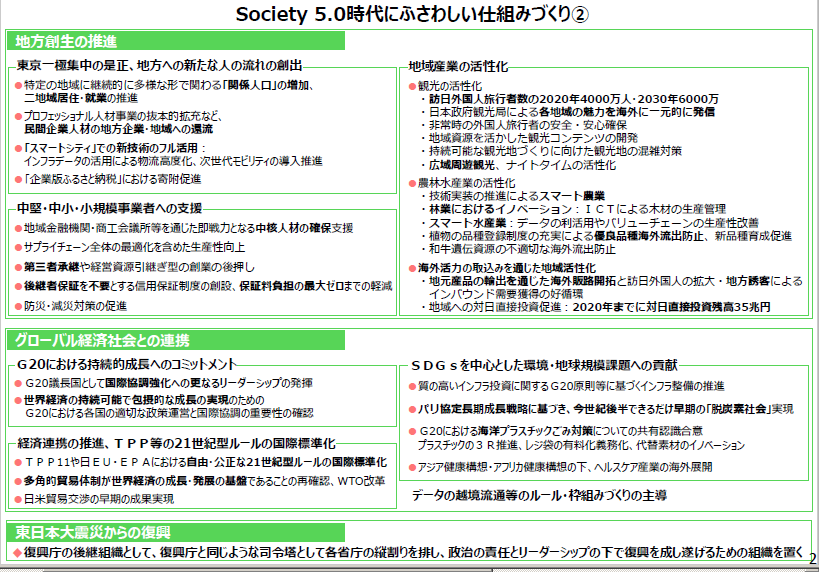 Society 5.0時代にふさわしい仕組みづくり②
地方創生の推進
東京一極集中の是正、地方への新たな人の流れの創出
●特定の地域に継続的に多様な形で関わる「関係人口」の増加、
二地域居住・就業の推進
●プロフェッショナル人材事業の抜本的拡充など、
民間企業人材の地方企業・地域への還流
●「スマートシティ」での新技術のフル活用：
インフラデータの活用による物流高度化、次世代モビリティの導入推進
●「企業版ふるさと納税」における寄附促進
中堅・中小・小規模事業者への支援
●地域金融機関・商工会議所等を通じた即戦力となる中核人材の確保支援
●サプライチェーン全体の最適化を含めた生産性向上
●第三者承継や経営資源引継ぎ型の創業の後押し
●後継者保証を不要とする信用保証制度の創設、保証料負担の最大ゼロまでの軽減
●防災・減災対策の促進
地域産業の活性化
●観光の活性化
・訪日外国人旅行者数の2020年4000万人・2030年6000万
・日本政府観光局による各地域の魅力を海外に一元的に発信
・非常時の外国人旅行者の安全・安心確保
・地域資源を活かした観光コンテンツの開発
・持続可能な観光地づくりに向けた観光地の混雑対策
・広域周遊観光、ナイトタイムの活性化
●農林水産業の活性化
・技術実装の推進によるスマート農業
・林業におけるイノベーション：ＩＣＴによる木材の生産管理
・スマート水産業：データの利活用やバリューチェーンの生産性改善
・植物の品種登録制度の充実による優良品種海外流出防止、新品種育成促進
・和牛遺伝資源の不適切な海外流出防止
●海外活力の取込みを通じた地域活性化
・地元産品の輸出を通じた海外販路開拓と訪日外国人の拡大・地方誘客による
インバウンド需要獲得の好循環
・地域への対日直接投資促進：2020年までに対日直接投資残高35兆円
グローバル経済社会との連携
Ｇ20における持続的成長へのコミットメント
●Ｇ20議長国として国際協調強化への更なるリーダーシップの発揮
●世界経済の持続可能で包摂的な成長の実現のための
Ｇ20における各国の適切な政策運営と国際協調の重要性の確認
経済連携の推進、ＴＰＰ等の21世紀型ルールの国際標準化
●ＴＰＰ11や日ＥＵ・ＥＰＡにおける自由・公正な21世紀型ルールの国際標準化
●多角的貿易体制が世界経済の成長・発展の基盤であることの再確認、WTO改革
●日米貿易交渉の早期の成果実現
ＳＤＧｓを中心とした環境・地球規模課題への貢献
●質の高いインフラ投資に関するＧ20原則等に基づくインフラ整備の推進
●パリ協定長期成長戦略に基づき、今世紀後半できるだけ早期の「脱炭素社会」実現
●Ｇ20における海洋プラスチックごみ対策についての共有認識合意
プラスチックの３Ｒ推進、レジ袋の有料化義務化、代替素材のイノベーション
●アジア健康構想・アフリカ健康構想の下、ヘルスケア産業の海外展開
データの越境流通等のルール・枠組みづくりの主導
東日本大震災からの復興
◆復興庁の後継組織として、復興庁と同じような司令塔として各省庁の縦割りを排し、政治の責任とリーダーシップの下で復興を成し遂げるための組織を置く
2